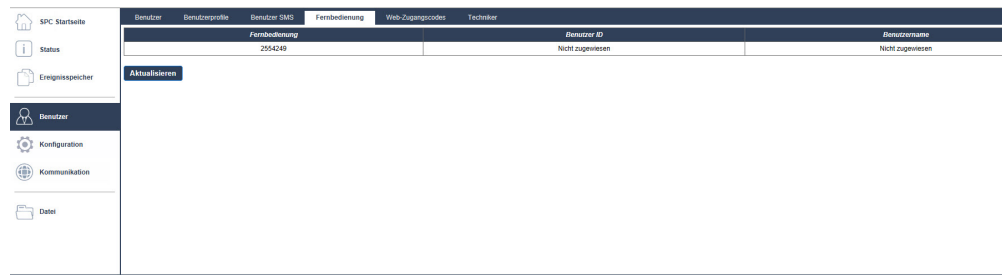 SPC Startseite
Status
Ereignisspeicher
Benutzer
Konfiguration
Kommunikation
Datei
Benutzer Benutzerprofile Benutzer SMS Fernbedienung Web-Zugangscodes Techniker
Fernbedienung Benutzer ID Benutzername
2554249 Nicht zugewiesen Nicht zugewiesen
Aktualisieren